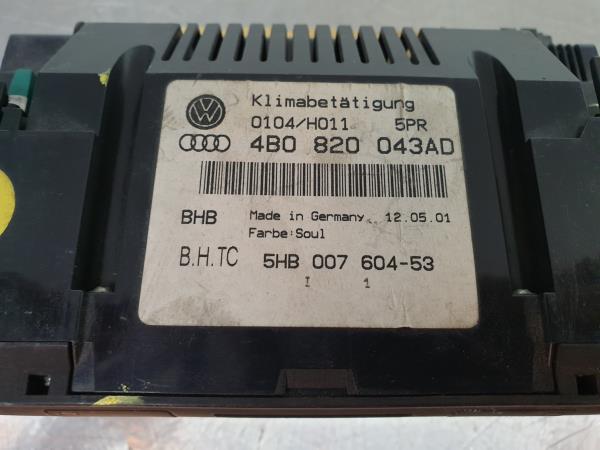 Klimabetätigung
0104/H011 5PR
4B0 820 043AD
BHB Made in Germany 12.05.01
Farbe:Soul
B.H.TC 5HB 007 604-53
I 1